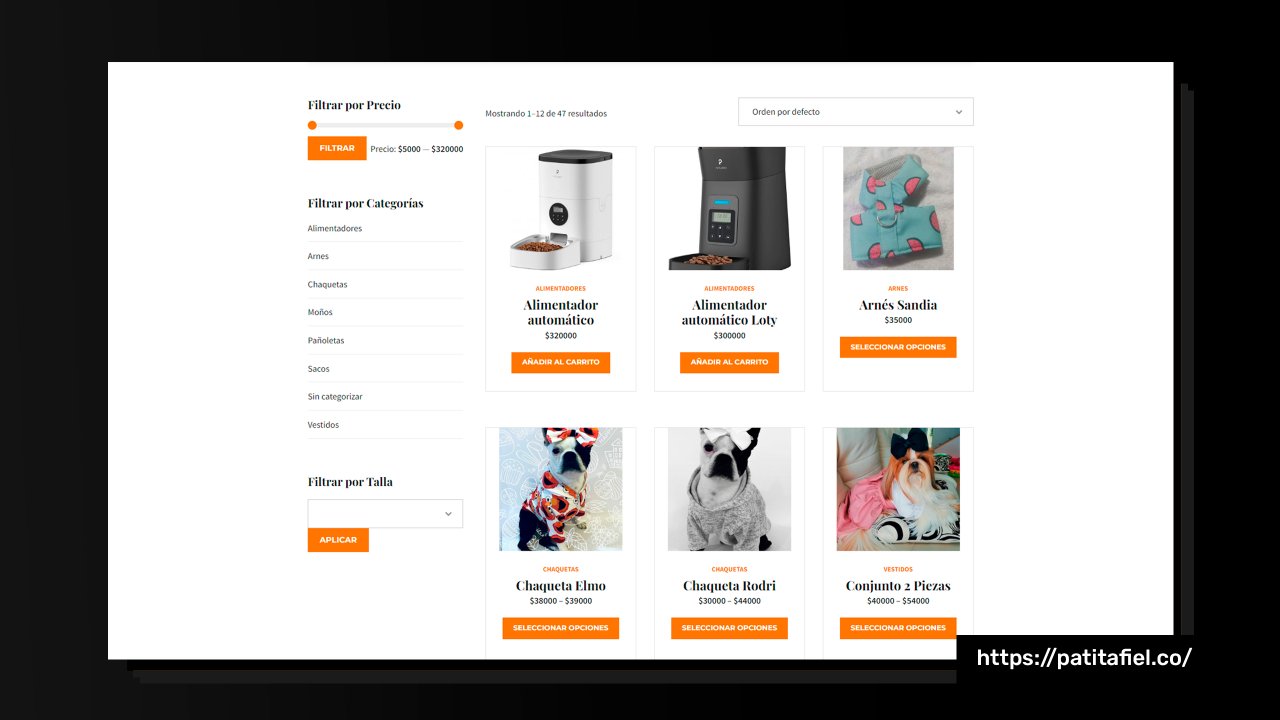 Filtrar por Precio
FILTRAR
Precio: $5000 — $320000
Filtrar por Categorías
Alimentadores
Arnes
Chaquetas
Moños
Pañoletas
Sacos
Sin categorizar
Vestidos
Filtrar por Talla
APLICAR
Mostrando 1–12 de 47 resultados
Orden por defecto
ALIMENTADORES
Alimentador
automático
$320000
AÑADIR AL CARRITO
ALIMENTADORES
Alimentador
automático Loty
$300000
AÑADIR AL CARRITO
ARNES
Arnés Sandia
$35000
SELECCIONAR OPCIONES
CHAQUETAS
Chaqueta Elmo
$38000 – $39000
SELECCIONAR OPCIONES
CHAQUETAS
Chaqueta Rodri
$30000 – $44000
SELECCIONAR OPCIONES
VESTIDOS
Conjunto 2 Piezas
$40000 – $54000
SELECCIONAR OPCIONES
https://patitafiel.co/